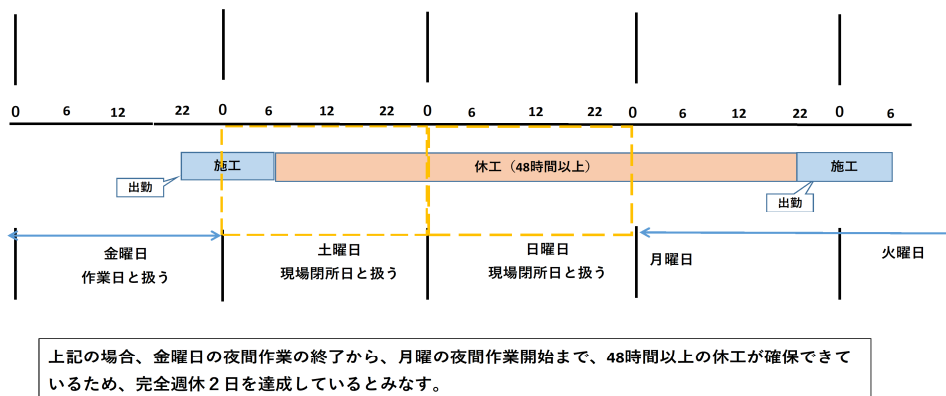 0 6 12 22 0 6 12 22 0 6 12 22 0 6 12 22 0 6
施工 休工（48時間以上） 施工
出勤 出勤
金曜日 土曜日 日曜日 月曜日 火曜日
作業日と扱う 現場閉所日と扱う 現場閉所日と扱う
上記の場合、金曜日の夜間作業の終了から、月曜の夜間作業開始まで、48時間以上の休工が確保できて
いるため、完全週休２日を達成しているとみなす。